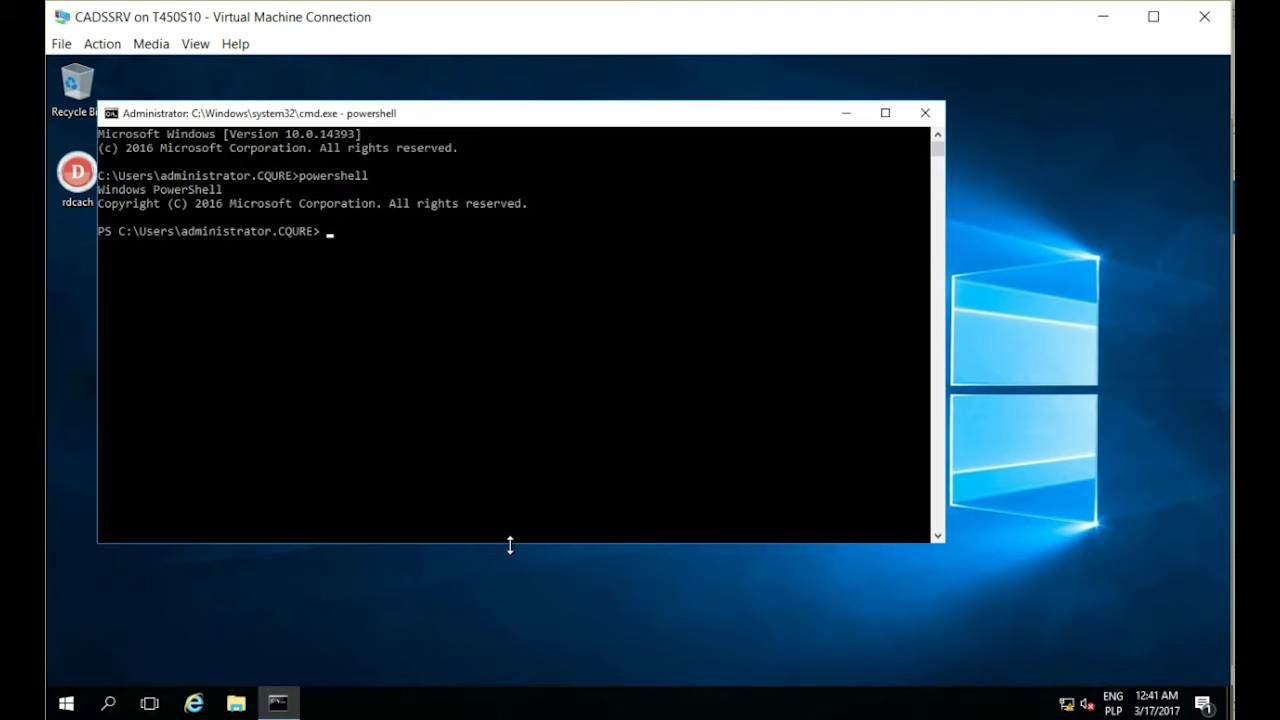 CADSSRV on T450S10 - Virtual Machine Connection
File Action Media View Help
Recycle Bi
Administrator: C:\Windows\system32\cmd.exe - powershell
Microsoft Windows [Version 10.0.14393]
(c) 2016 Microsoft Corporation. All rights reserved.
C:\Users\administrator.CQURE>powershell
Windows PowerShell
Copyright (C) 2016 Microsoft Corporation. All rights reserved.
PS C:\Users\administrator.CQURE> _
D
rdcach
ENG 12:41 AM
PLP 3/17/2017
1